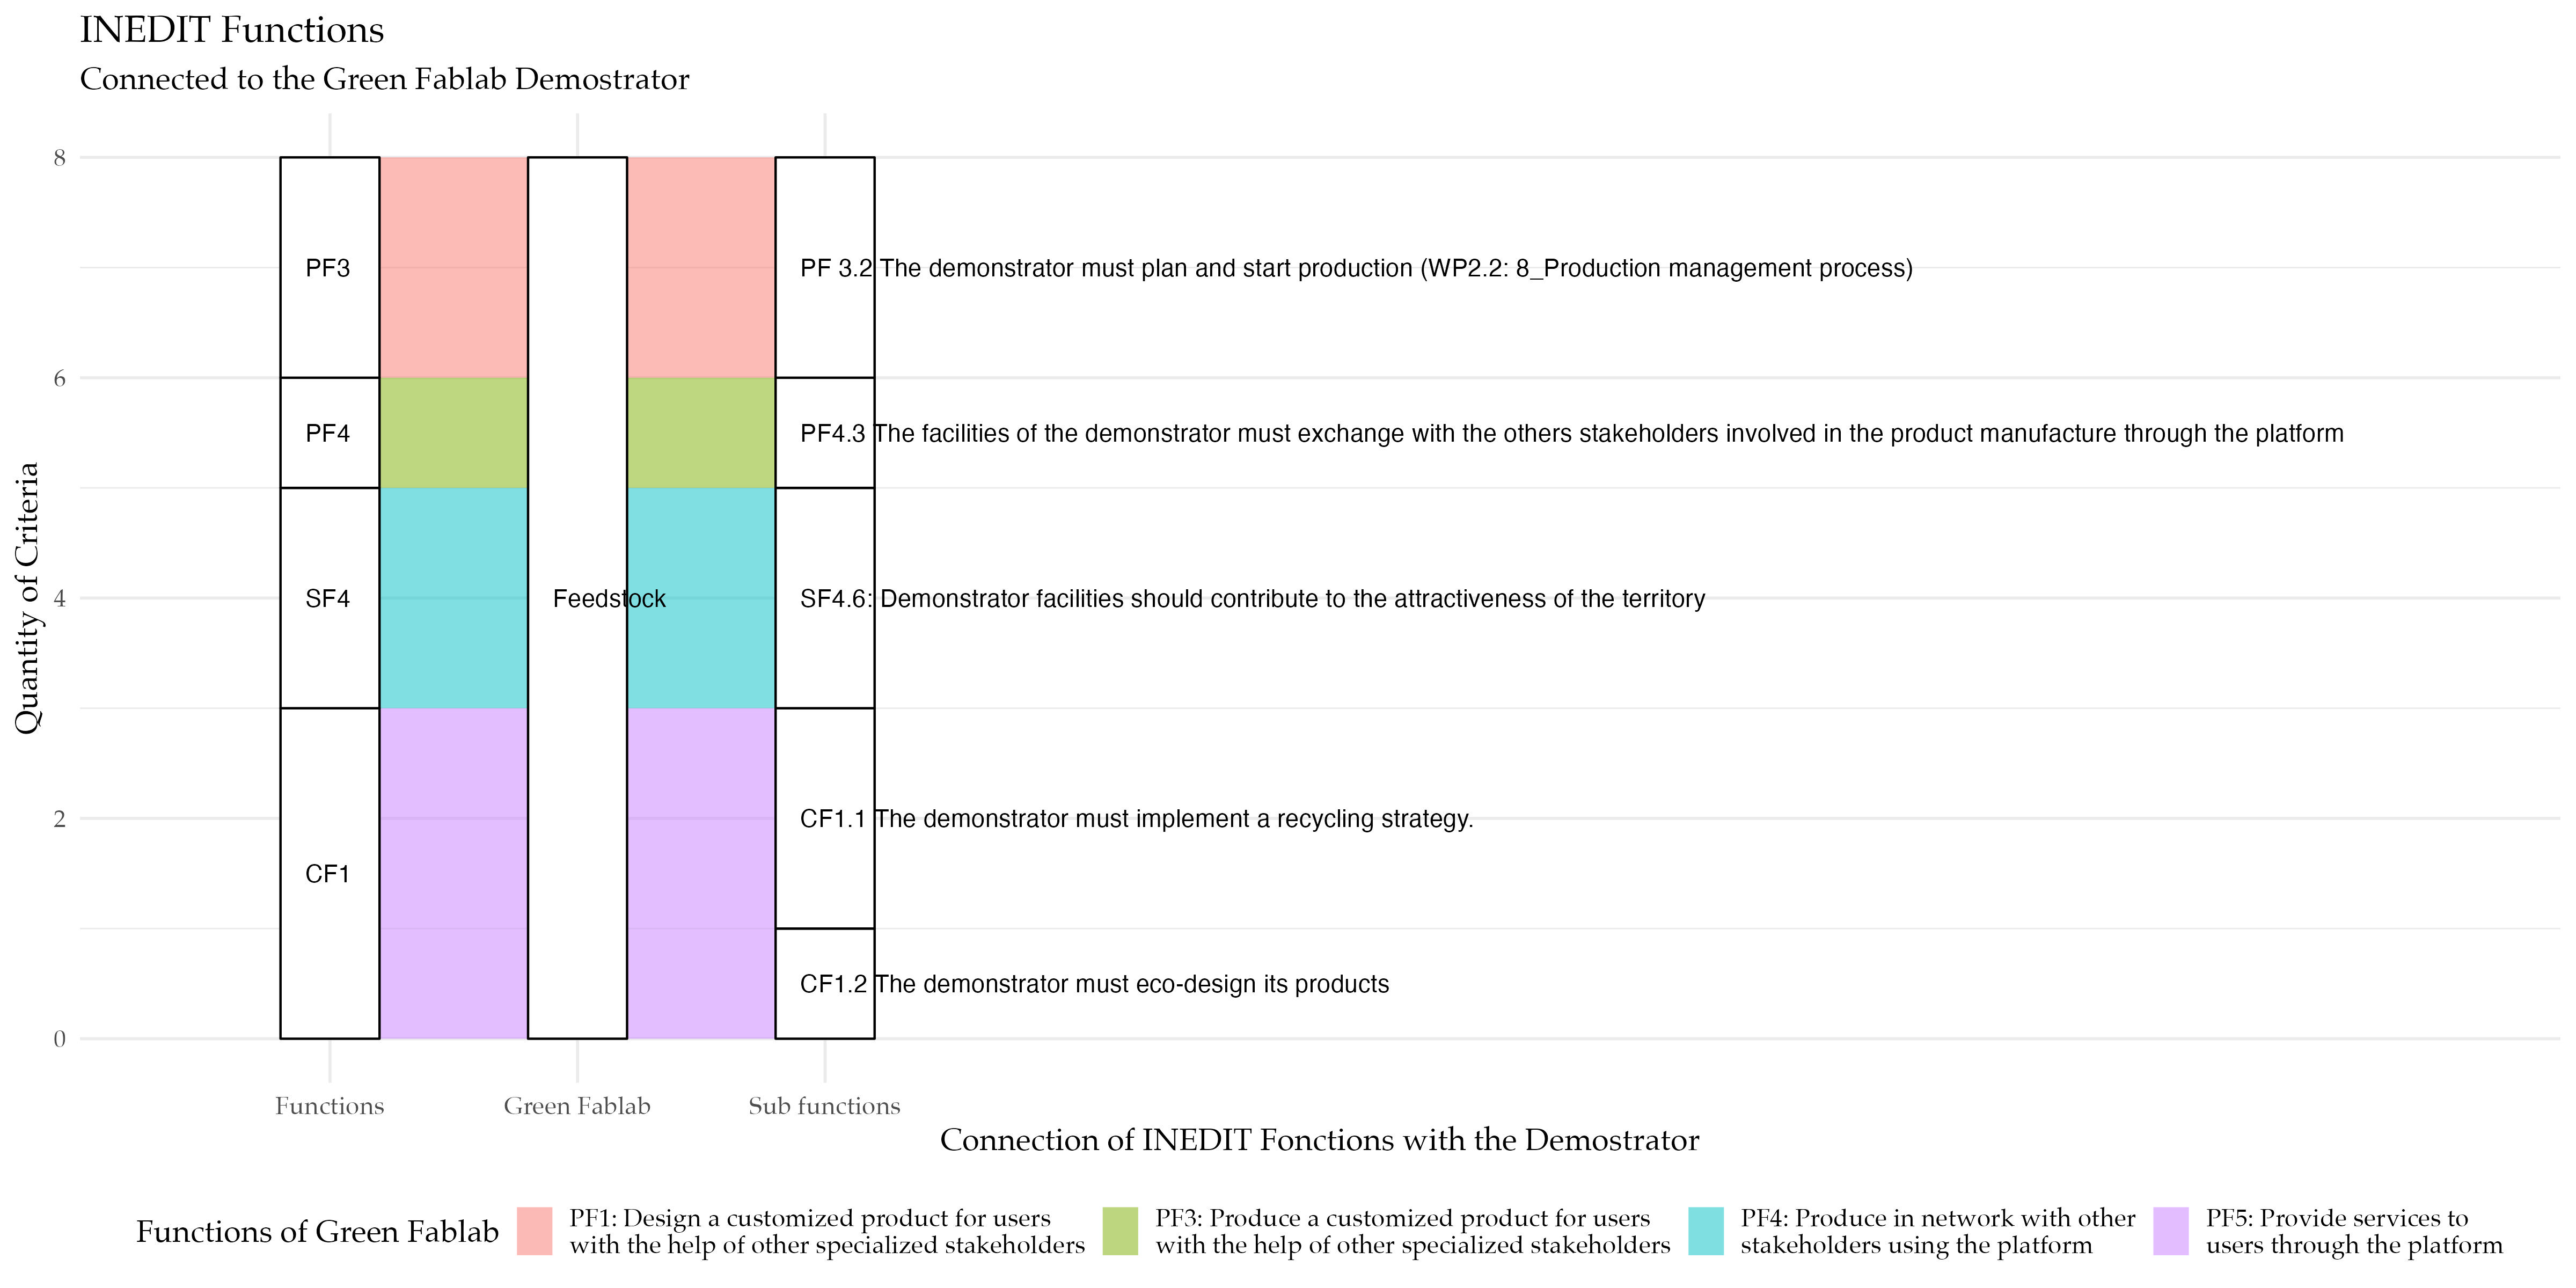 INEDIT Functions
Connected to the Green Fablab Demostrator
Quantity of Criteria
8
6
4
2
0
PF3
PF4
SF4
CF1
Feedstock
PF 3.2 The demonstrator must plan and start production (WP2.2: 8_Production management process)
PF4.3 The facilities of the demonstrator must exchange with the others stakeholders involved in the product manufacture through the platform
SF4.6: Demonstrator facilities should contribute to the attractiveness of the territory
CF1.1 The demonstrator must implement a recycling strategy.
CF1.2 The demonstrator must eco-design its products
Functions
Green Fablab
Sub functions
Connection of INEDIT Fonctions with the Demostrator
Functions of Green Fablab
PF1: Design a customized product for users
with the help of other specialized stakeholders
PF3: Produce a customized product for users
with the help of other specialized stakeholders
PF4: Produce in network with other
stakeholders using the platform
PF5: Provide services to
users through the platform